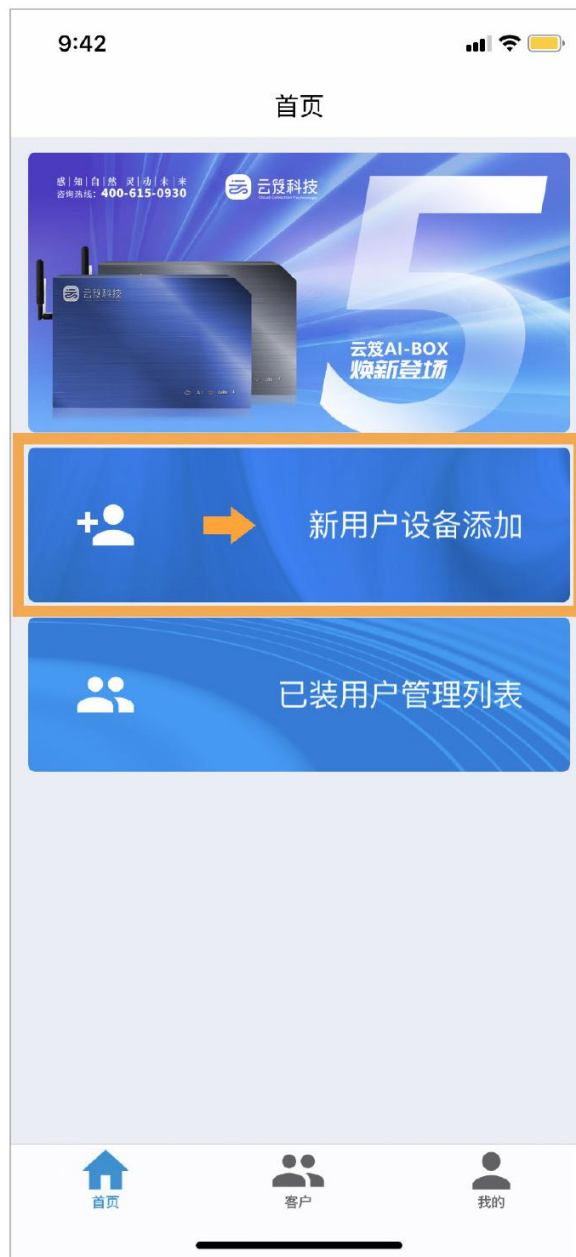 9:42
首页
感|知|自|然 灵|动|未|来
咨询热线：400-615-0930
云笈科技
云笈科技
云笈AI-BOX
焕新登场
5
新用户设备添加
已装用户管理列表
首页
客户
我的